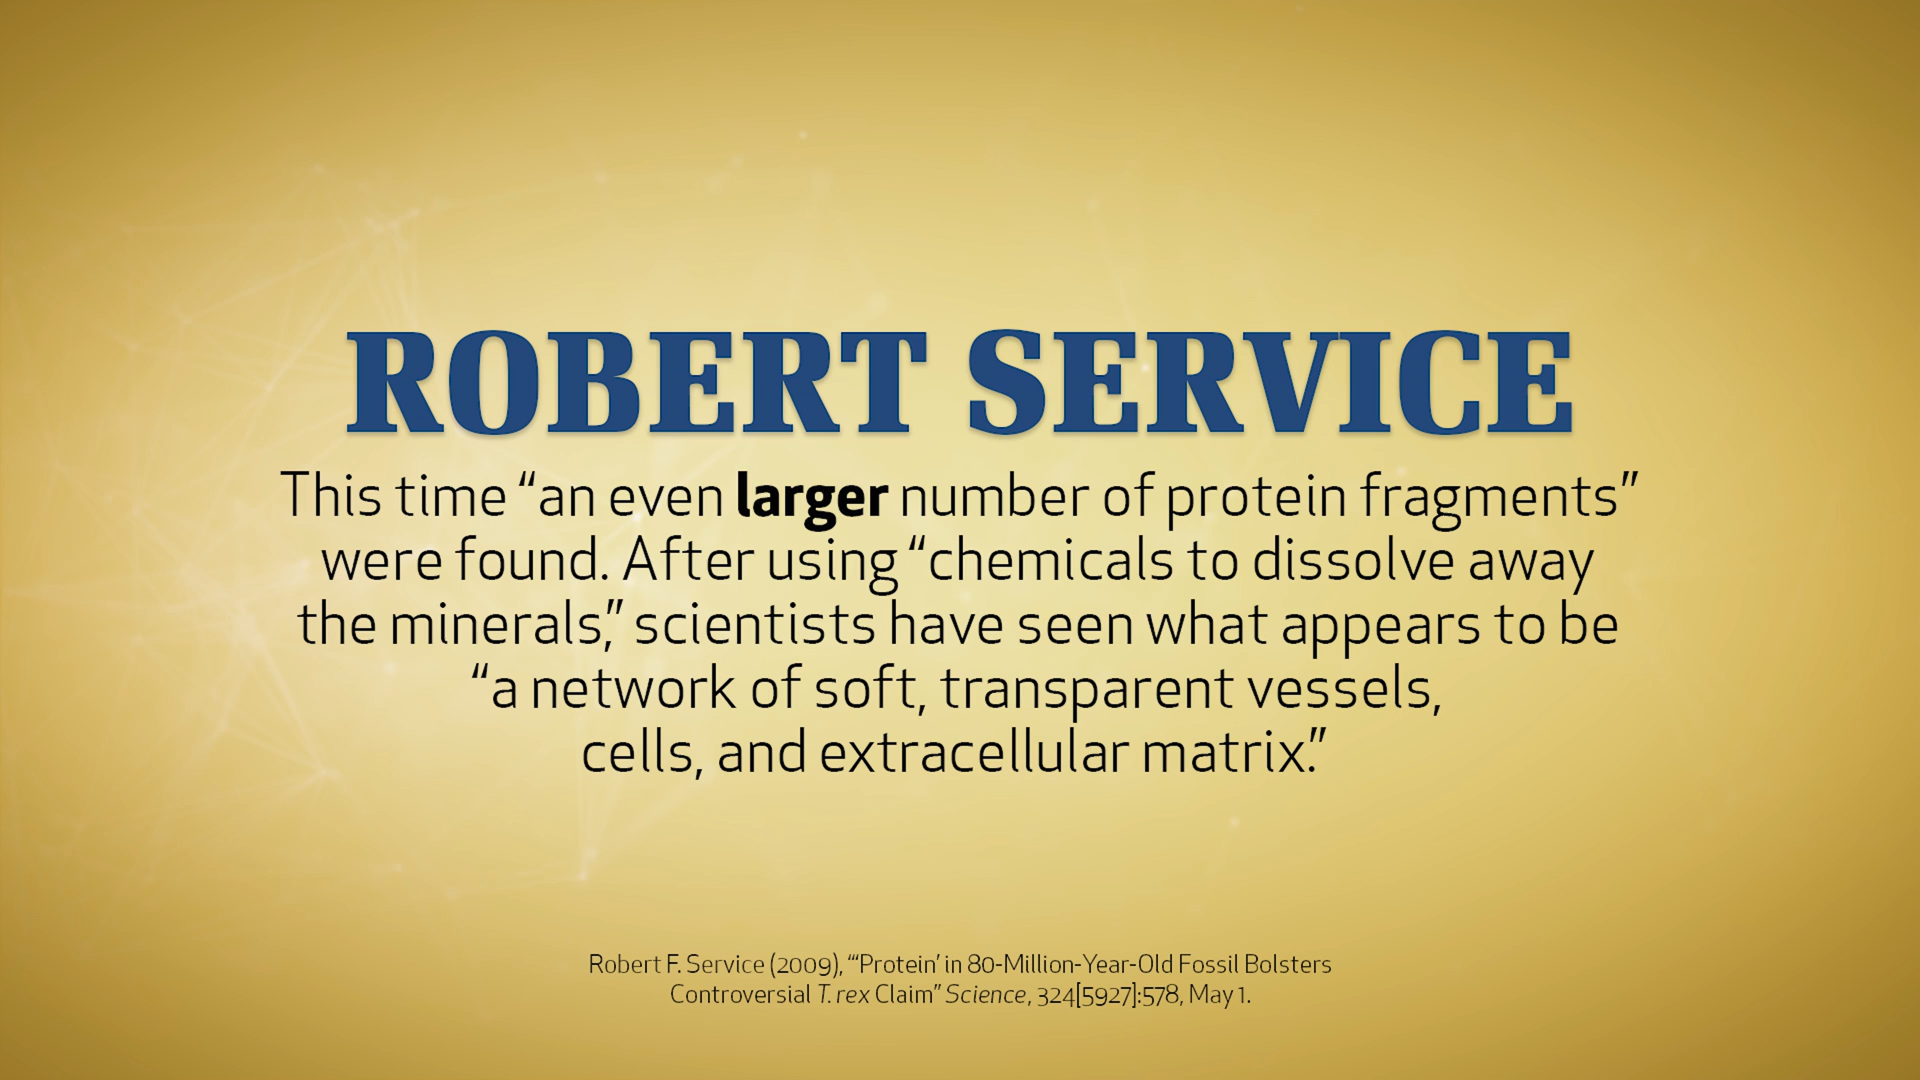 ROBERT SERVICE
This time “an even larger number of protein fragments”
were found. After using “chemicals to dissolve away
the minerals,” scientists have seen what appears to be
“a network of soft, transparent vessels,
cells, and extracellular matrix.”
Robert F. Service (2009), “‘Protein’ in 80-Million-Year-Old Fossil Bolsters
Controversial T. rex Claim” Science, 324[5927]:578, May 1.